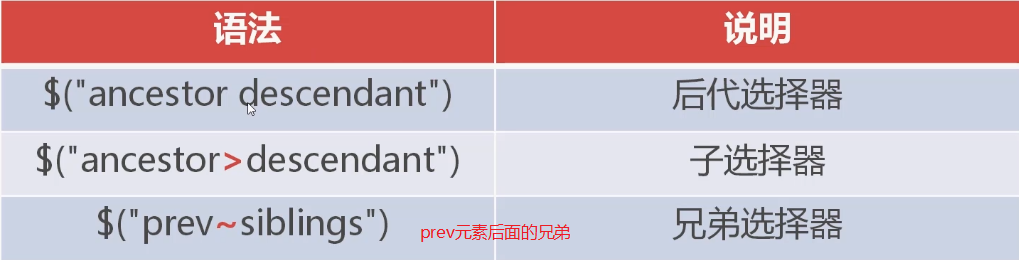 语法 说明
$("ancestor descendant") 后代选择器
$("ancestor>descendant") 子选择器
$("prev~siblings") prev元素后面的兄弟 兄弟选择器